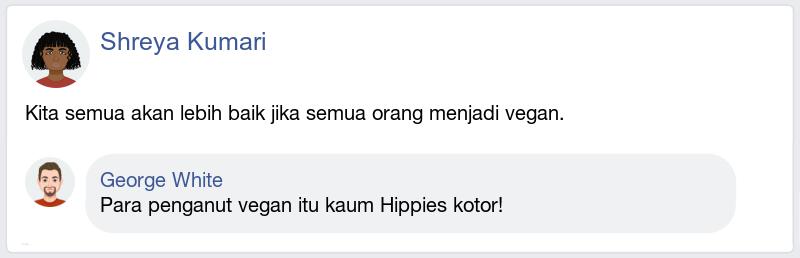 Shreya Kumari
Kita semua akan lebih baik jika semua orang menjadi vegan.
George White
Para penganut vegan itu kaum Hippies kotor!